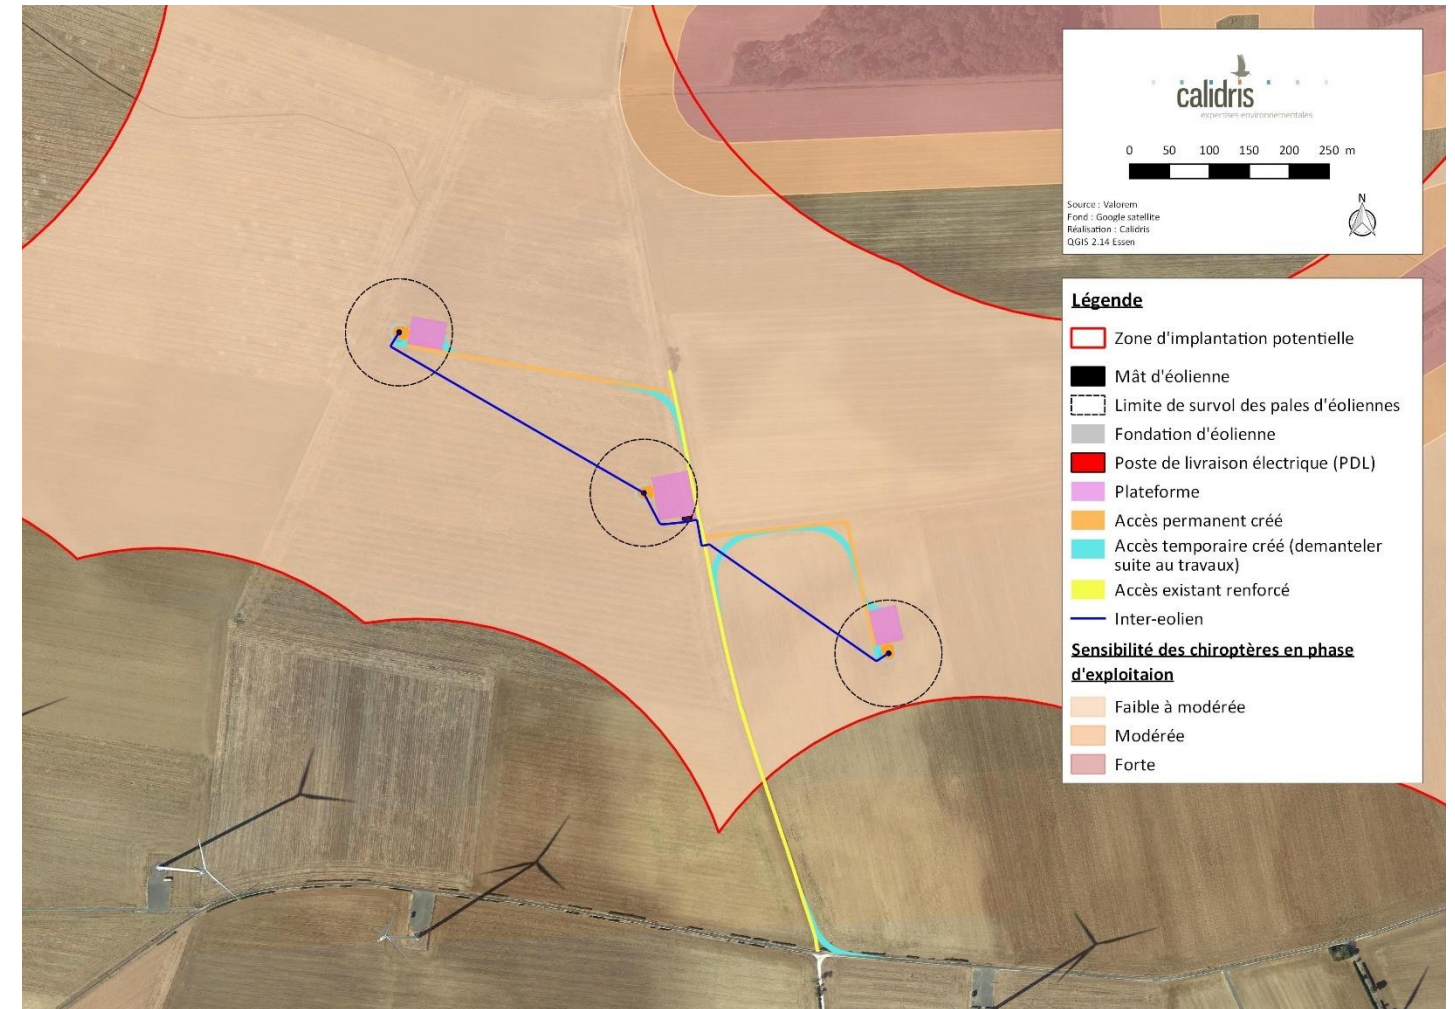 calidris
expertises environnementales
0 50 100 150 200 250 m
Source : Valorem
Fond : Google satellite
Réalisation : Calidris
QGIS 2.14 Essen
N
Légende
Zone d'implantation potentielle
Mât d'éolienne
Limite de survol des pales d'éoliennes
Fondation d'éolienne
Poste de livraison électrique (PDL)
Plateforme
Accès permanent créé
Accès temporaire créé (demanteler
suite au travaux)
Accès existant renforcé
Inter-eolien
Sensibilité des chiroptères en phase
d'exploitaion
Faible à modérée
Modérée
Forte